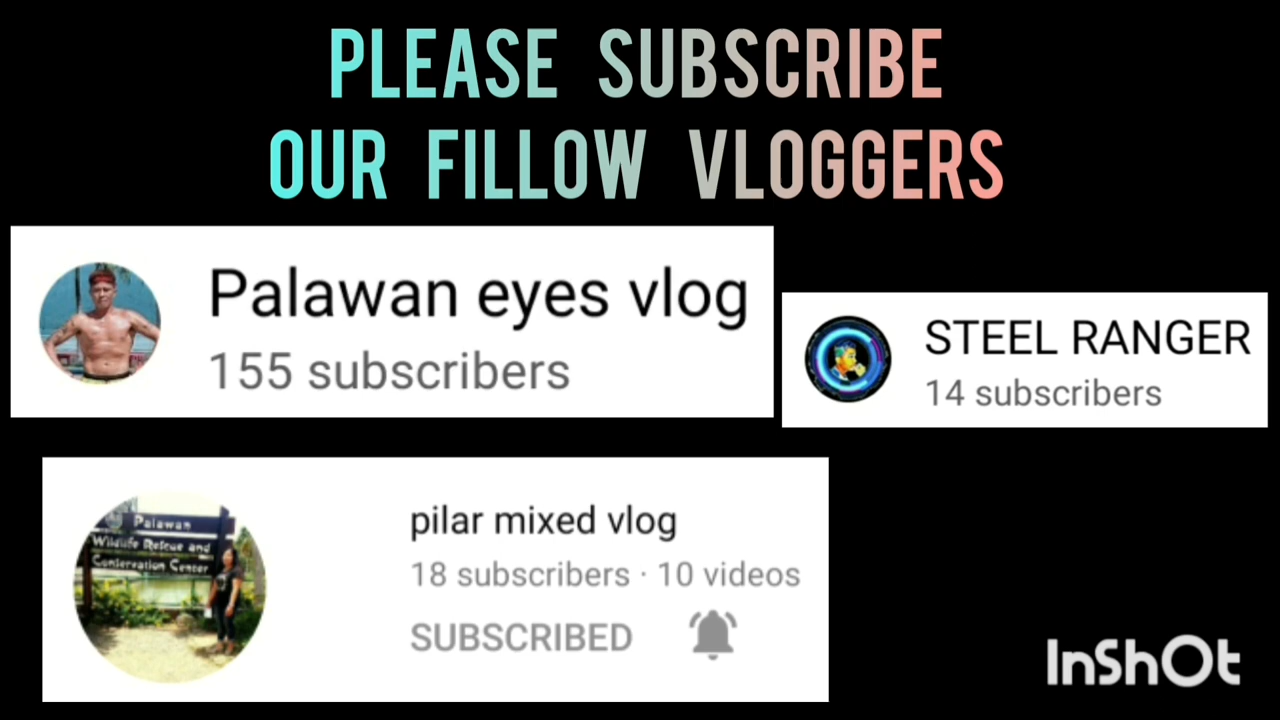 PLEASE SUBSCRIBE
OUR FILLOW VLOGGERS
Palawan eyes vlog
155 subscribers
STEEL RANGER
14 subscribers
Palawan
Wildlife Rescue and
Conservation Center
pilar mixed vlog
18 subscribers · 10 videos
SUBSCRIBED
InShOt